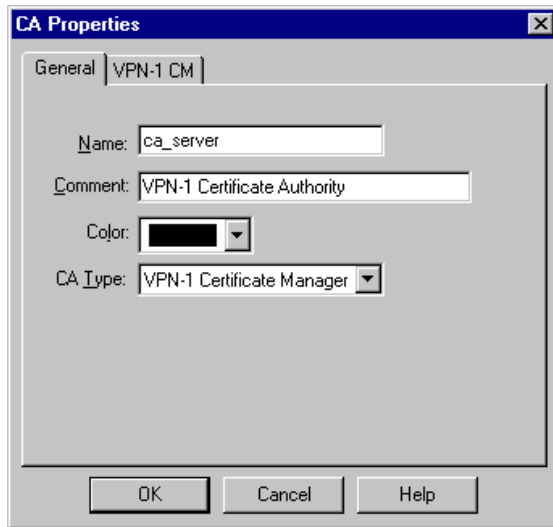 CA Properties
General VPN-1 CM
Name: ca_server
Comment: VPN-1 Certificate Authority
Color:
CA Type: VPN-1 Certificate Manager
OK Cancel Help